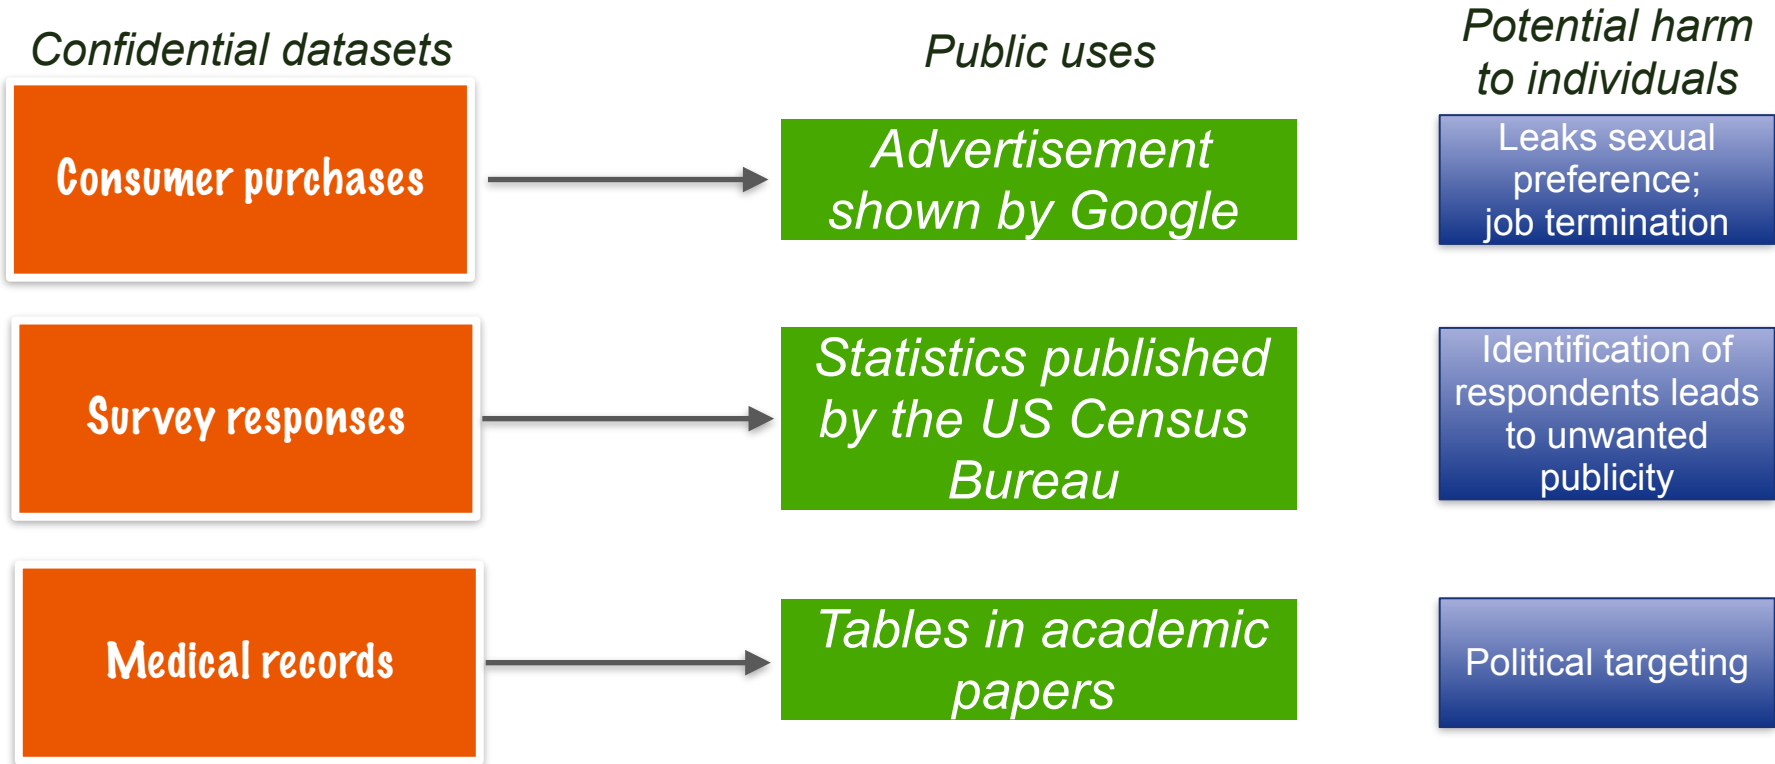 Confidential datasets
Public uses
Potential harm
to individuals
Consumer purchases
Advertisement
shown by Google
Leaks sexual
preference;
job termination
Survey responses
Statistics published
by the US Census
Bureau
Identification of
respondents leads
to unwanted
publicity
Medical records
Tables in academic
papers
Political targeting